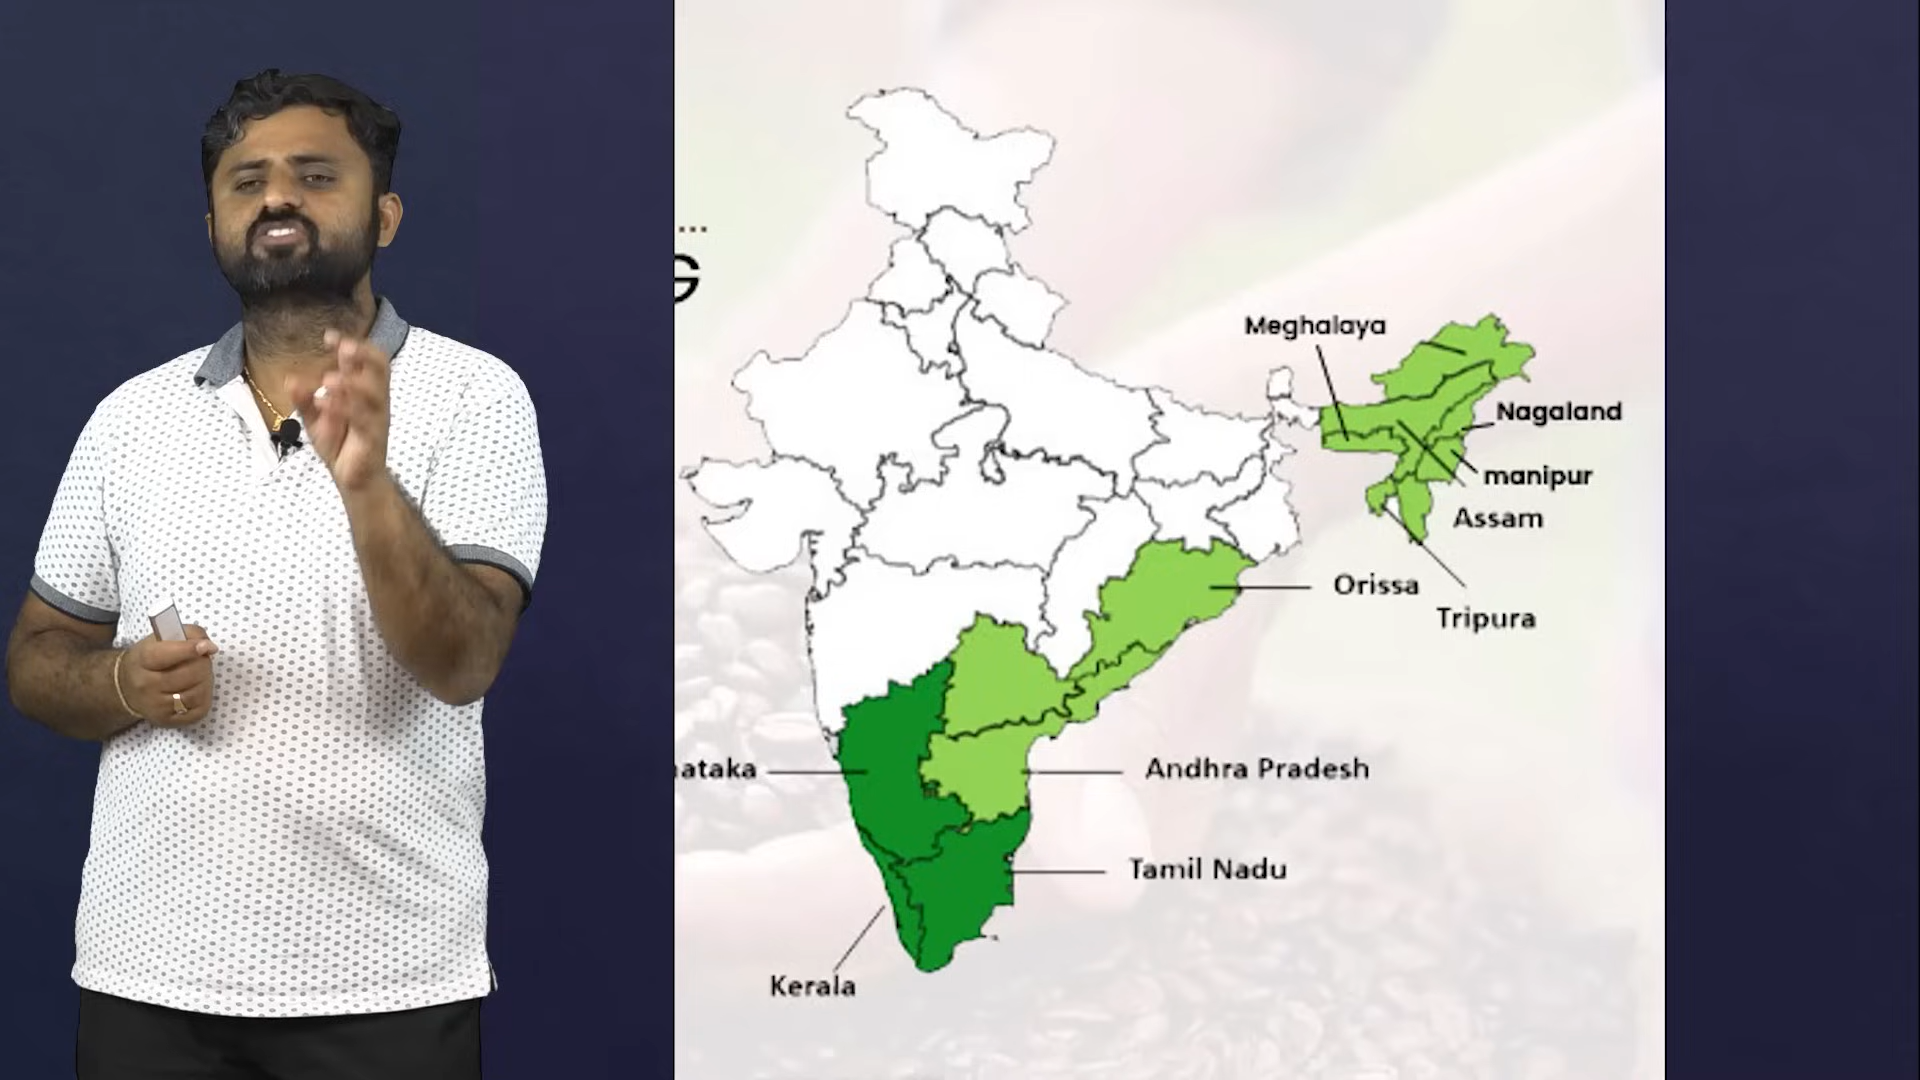 ...
G
Meghalaya
Nagaland
manipur
Assam
Orissa
Tripura
nataka
Andhra Pradesh
Tamil Nadu
Kerala